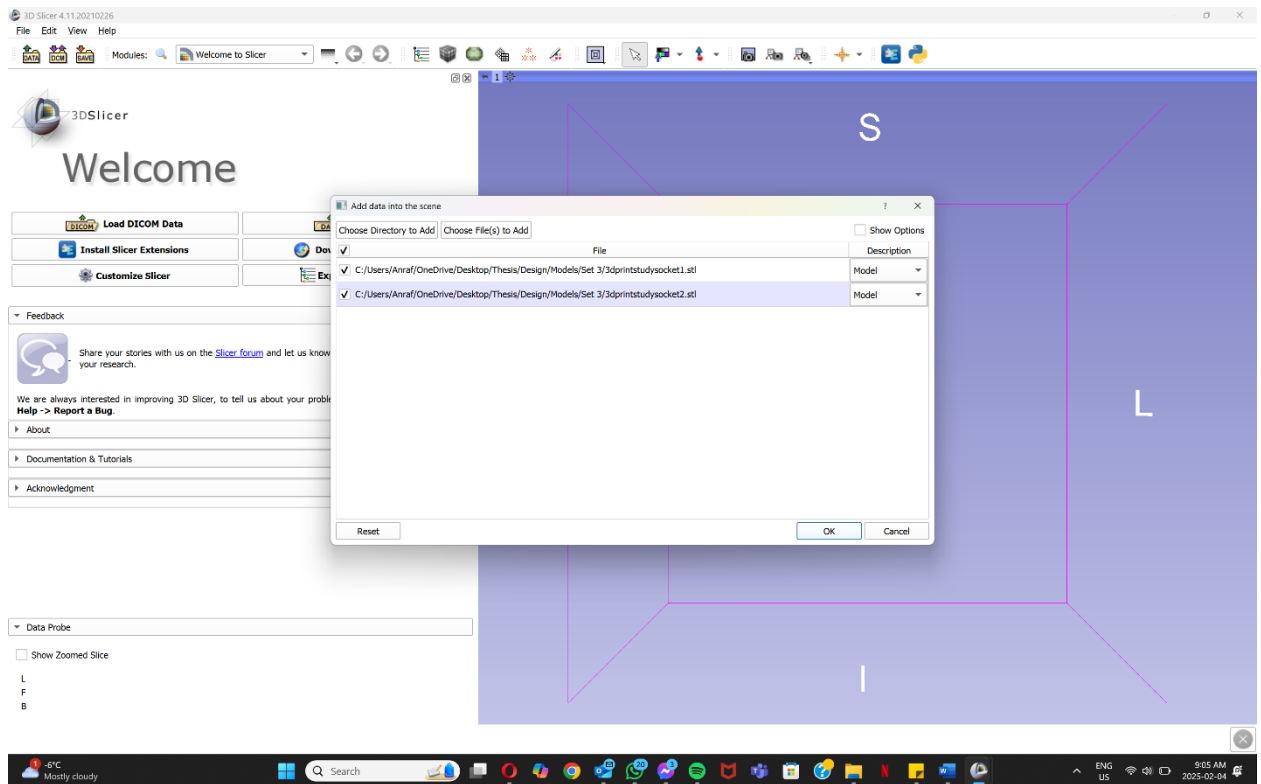 3D Slicer 4.11.20210226
File Edit View Help
DATA DCM SAVE Modules: Welcome to Slicer
1
3DSlicer
Welcome
S
L
I
DICOM Load DICOM Data
DA
Install Slicer Extensions
Dov
Customize Slicer
Ex
Feedback
Share your stories with us on the Slicer forum and let us know
your research.
We are always interested in improving 3D Slicer, to tell us about your proble
Help -> Report a Bug.
About
Documentation & Tutorials
Acknowledgment
Add data into the scene
? X
Choose Directory to Add Choose File(s) to Add Show Options
File Description
C:/Users/Anraf/OneDrive/Desktop/Thesis/Design/Models/Set 3/3dprintstudysocket1.stl Model
C:/Users/Anraf/OneDrive/Desktop/Thesis/Design/Models/Set 3/3dprintstudysocket2.stl Model
Reset OK Cancel
Data Probe
Show Zoomed Slice
L
F
B
1
-6°C
Mostly cloudy
Search
20
ENG
US
9:05 AM
2025-02-04